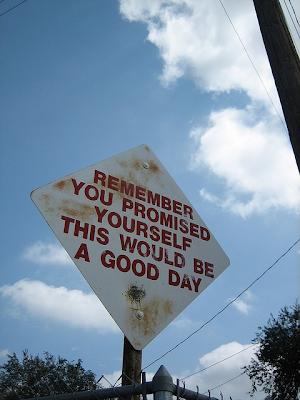 REMEMBER
YOU PROMISED
YOURSELF
THIS WOULD BE
A GOOD DAY